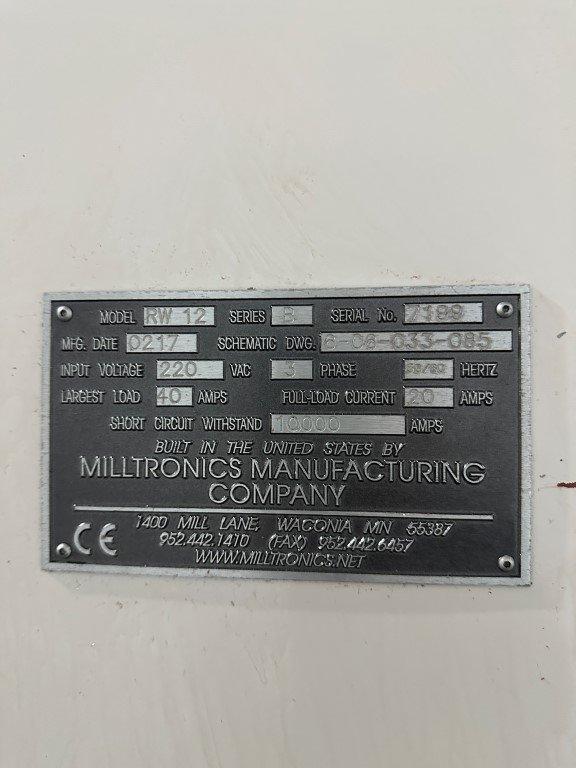 MODEL RW 12 SERIES B SERIAL No. 7199
MFG. DATE 0217 SCHEMATIC DWG. 6-06-033-085
INPUT VOLTAGE 220 VAC 3 PHASE 50/60 HERTZ
LARGEST LOAD 40 AMPS FULL-LOAD CURRENT 20 AMPS
SHORT CIRCUIT WITHSTAND 10000 AMPS
BUILT IN THE UNITED STATES BY
MILLTRONICS MANUFACTURING
COMPANY
CE
1400 MILL LANE, WACONIA MN 55387
952.442.1410 (FAX) 952.442.6457
WWW.MILLTRONICS.NET